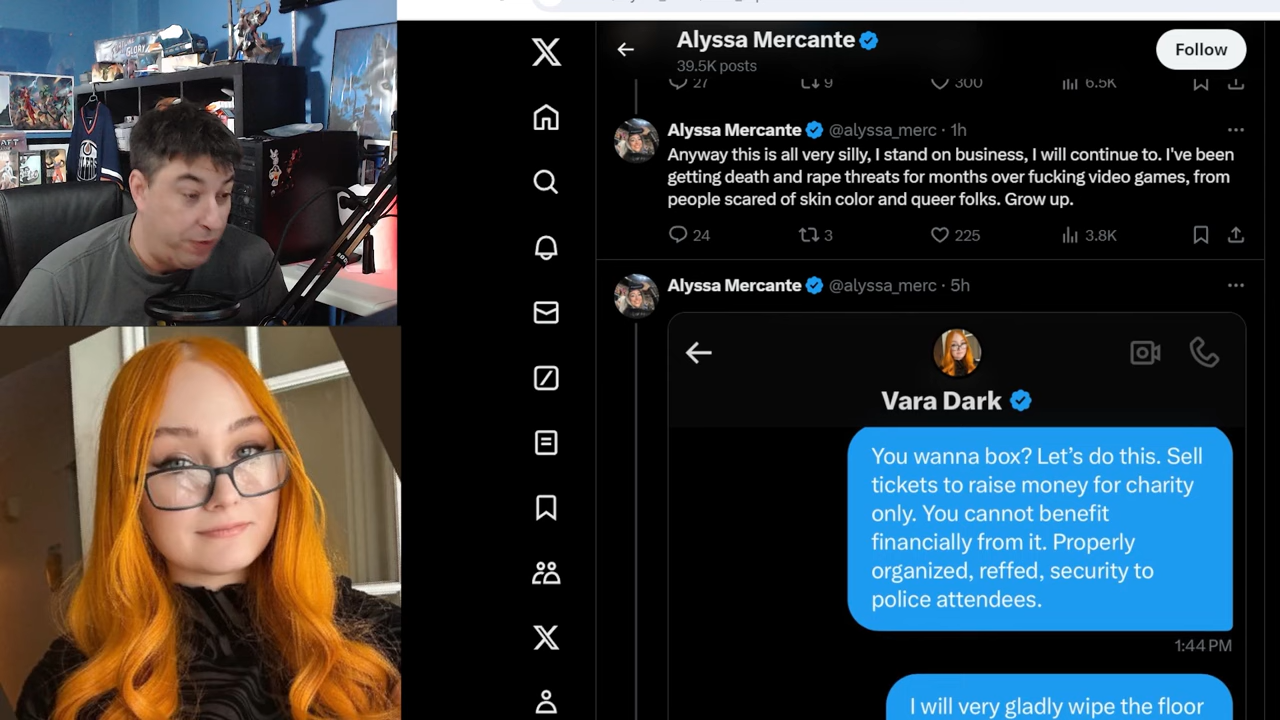 GLORY
Alyssa Mercante
39.5K posts
Follow
27 9 300 6.5K
Alyssa Mercante @alyssa_merc · 1h
Anyway this is all very silly, I stand on business, I will continue to. I've been
getting death and rape threats for months over fucking video games, from
people scared of skin color and queer folks. Grow up.
24 3 225 3.8K
Alyssa Mercante @alyssa_merc · 5h
Vara Dark
You wanna box? Let's do this. Sell
tickets to raise money for charity
only. You cannot benefit
financially from it. Properly
organized, reffed, security to
police attendees.
1:44 PM
I will very gladly wipe the floor